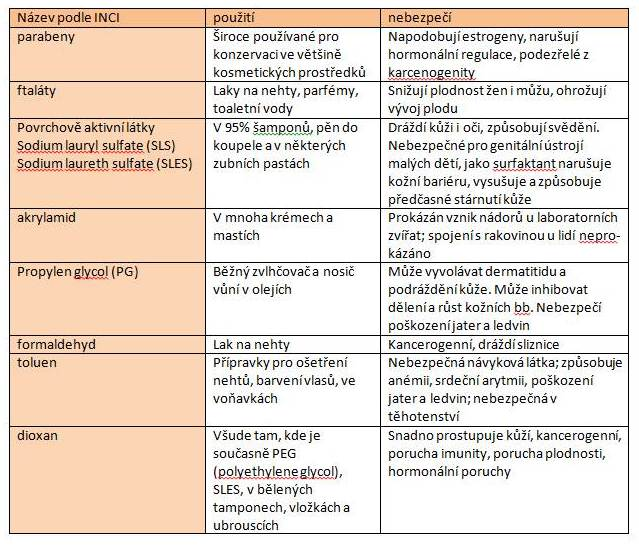 Název podle INCI
použití
nebezpečí
parabeny
Široce používané pro
konzervaci ve většině
kosmetických prostředků
Napodobují estrogeny, narušují
hormonální regulace, podezřelé z
karcenogenity
ftaláty
Laky na nehty, parfémy,
toaletní vody
Snižují plodnost žen i můžu, ohrožují
vývoj plodu
Povrchově aktivní látky
Sodium lauryl sulfate (SLS)
Sodium laureth sulfate (SLES)
V 95% šamponů, pěn do
koupele a v některých
zubních pastách
Dráždí kůži i oči, způsobují svědění.
Nebezpečné pro genitální ústrojí
malých dětí, jako surfaktant narušuje
kožní bariéru, vysušuje a způsobuje
předčasné stárnutí kůže
akrylamid
V mnoha krémech a
mastích
Prokázán vznik nádorů u laboratorních
zvířat; spojení s rakovinou u lidí nepro-
kázáno
Propylen glycol (PG)
Běžný zvlhčovač a nosič
vůní v olejích
Může vyvolávat dermatitidu a
podráždění kůže. Může inhibovat
dělení a růst kožních bb. Nebezpečí
poškození jater a ledvin
formaldehyd
Lak na nehty
Kancerogenní, dráždí sliznice
toluen
Přípravky pro ošetření
nehtů, barvení vlasů, ve
voňavkách
Nebezpečná návyková látka; způsobuje
anémii, srdeční arytmii, poškození
jater a ledvin; nebezpečná v
těhotenství
dioxan
Všude tam, kde je
současně PEG
(polyethylene glycol),
SLES, v bělených
tamponech, vložkách a
ubrouscích
Snadno prostupuje kůží, kancerogenní,
porucha imunity, porucha plodnosti,
hormonální poruchy